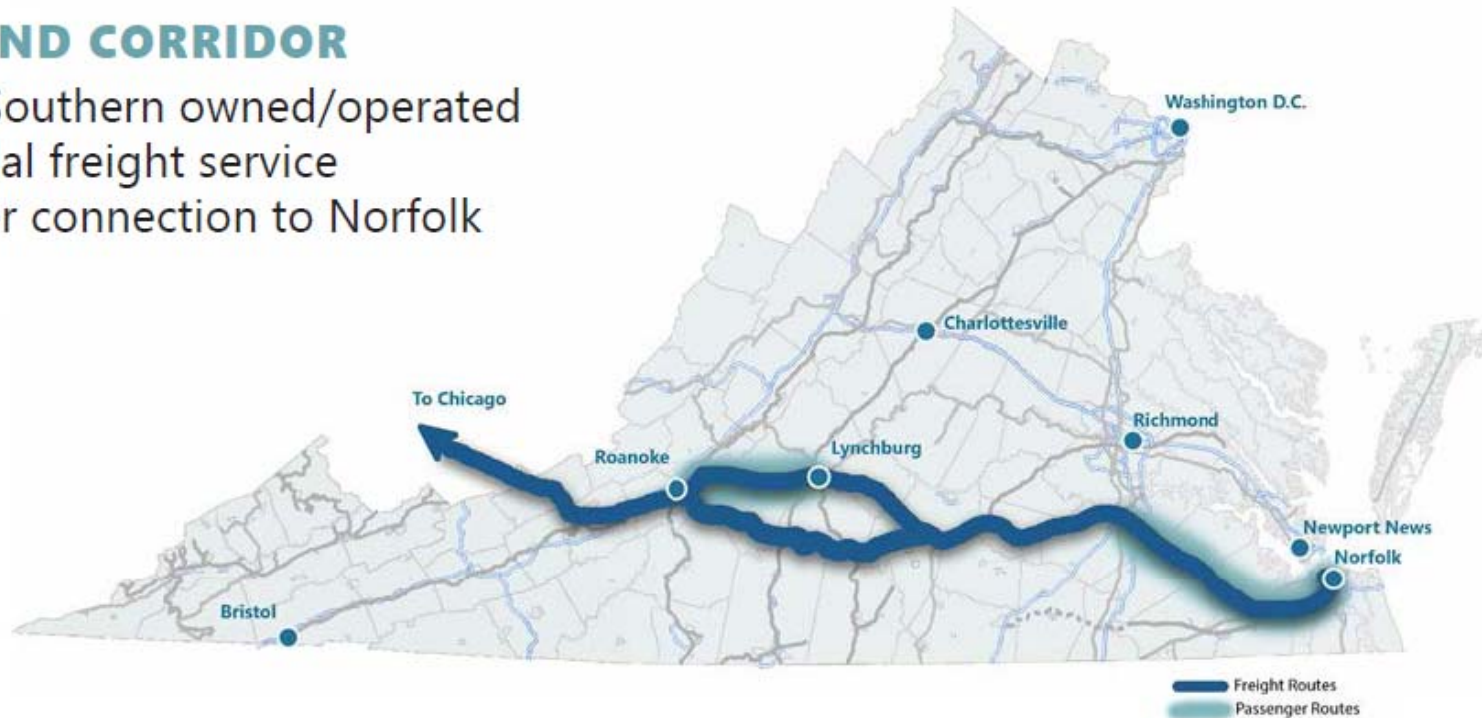 ND CORRIDOR
Southern owned/operated
al freight service
r connection to Norfolk
Washington D.C.
Charlottesville
To Chicago
Richmond
Roanoke
Lynchburg
Newport News
Norfolk
Bristol
Freight Routes
Passenger Routes